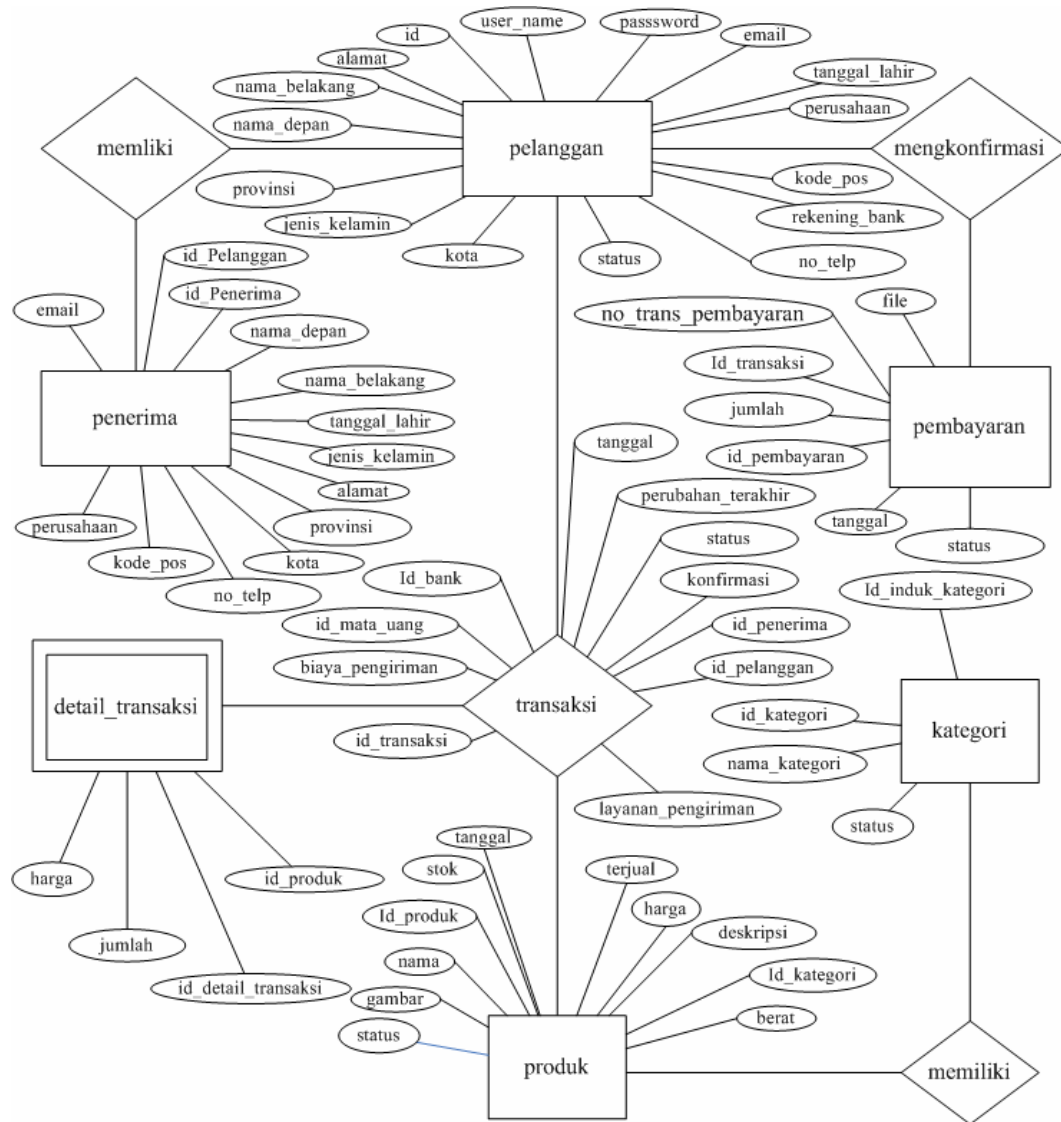 user_name
passsword
id
email
alamat
tanggal_lahir
nama_belakang
perusahaan
nama_depan
memliki
pelanggan
mengkonfirmasi
kode_pos
provinsi
rekening_bank
jenis_kelamin
kota
status
no_telp
id_Pelanggan
id_Penerima
email
nama_depan
file
no_trans_pembayaran
Id_transaksi
nama_belakang
jumlah
penerima
tanggal_lahir
pembayaran
tanggal
jenis_kelamin
id_pembayaran
alamat
perubahan_terakhir
perusahaan
provinsi
tanggal
status
status
kode_pos
kota
Id_bank
konfirmasi
Id_induk_kategori
no_telp
id_mata_uang
id_penerima
biaya_pengiriman
id_pelanggan
detail_transaksi
transaksi
id_kategori
kategori
id_transaksi
nama_kategori
layanan_pengiriman
status
tanggal
stok
terjual
harga
id_produk
harga
Id_produk
deskripsi
jumlah
nama
Id_kategori
id_detail_transaksi
gambar
berat
status
produk
memiliki